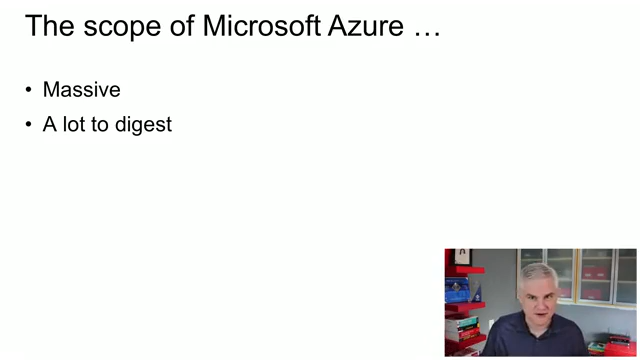 The scope of Microsoft Azure …
• Massive
• A lot to digest